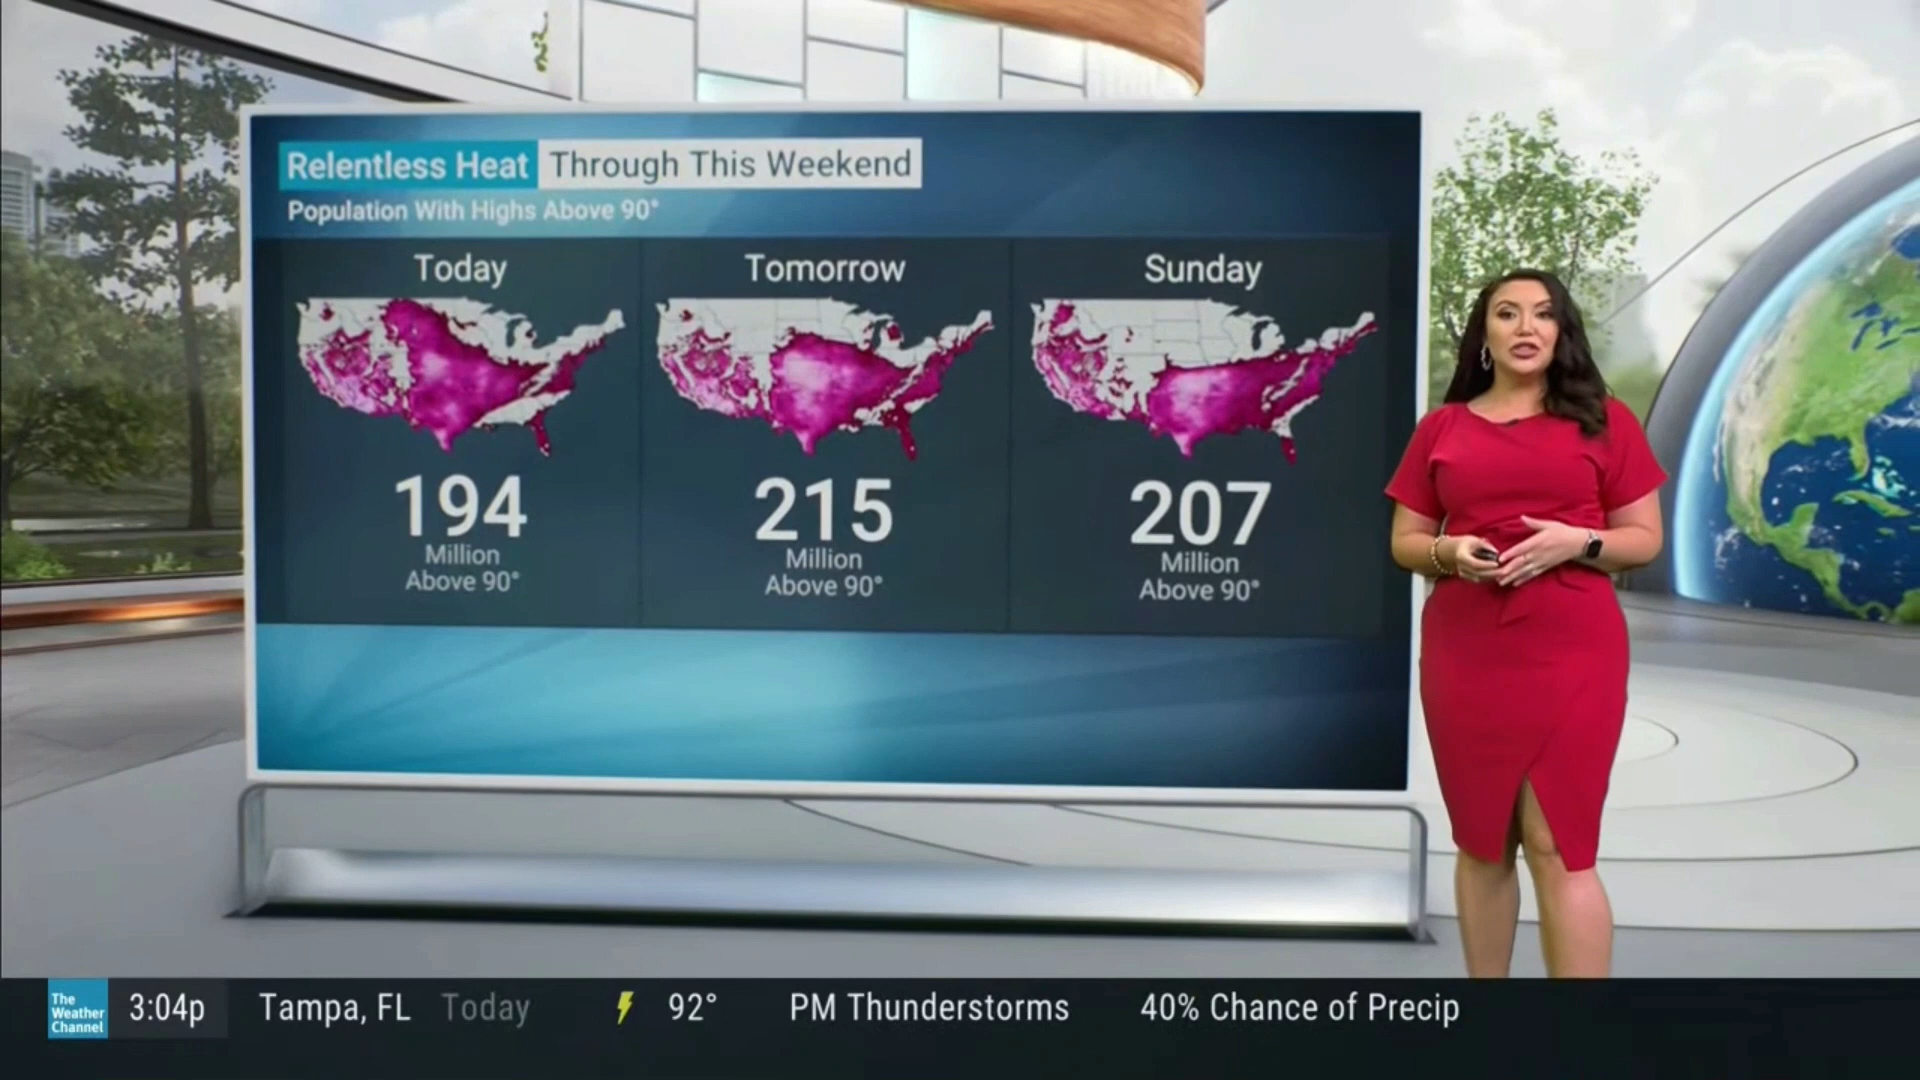 Relentless Heat Through This Weekend
Population With Highs Above 90°
Today
194
Million
Above 90°
Tomorrow
215
Million
Above 90°
Sunday
207
Million
Above 90°
The
Weather
Channel
3:04p Tampa, FL Today 92° PM Thunderstorms 40% Chance of Precip